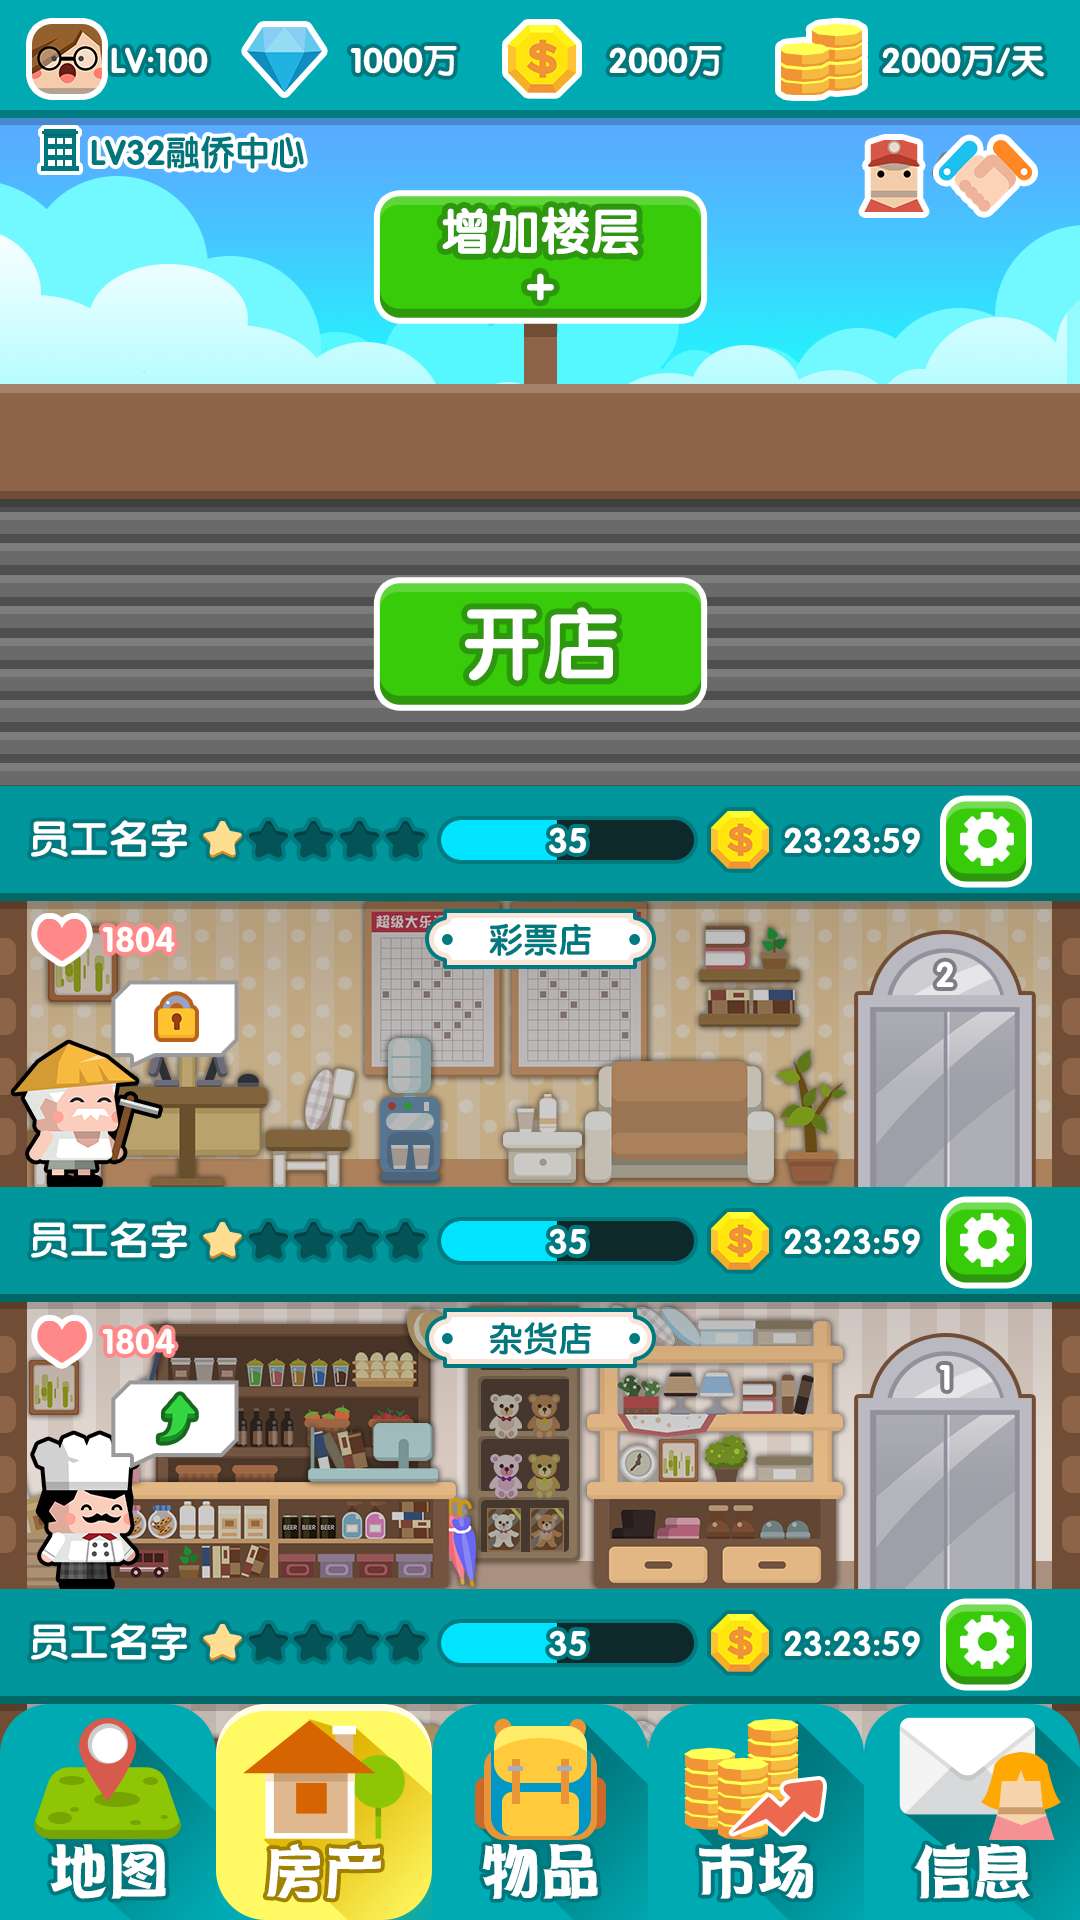 LV:100 1000万 2000万 2000万/天
LV32融侨中心
增加楼层
+
开店
员工名字 35 $ 23:23:59
1804 超级大乐 彩票店
2
员工名字 35 $ 23:23:59
1804 杂货店
1
BEER BEER BEER
员工名字 35 $ 23:23:59
地图 房产 物品 市场 信息